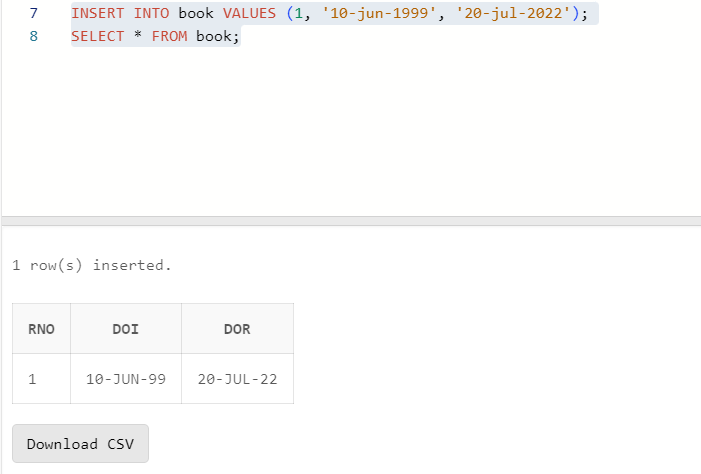 7 INSERT INTO book VALUES (1, '10-jun-1999', '20-jul-2022');
8 SELECT * FROM book;
1 row(s) inserted.
RNO DOI DOR
1 10-JUN-99 20-JUL-22
Download CSV